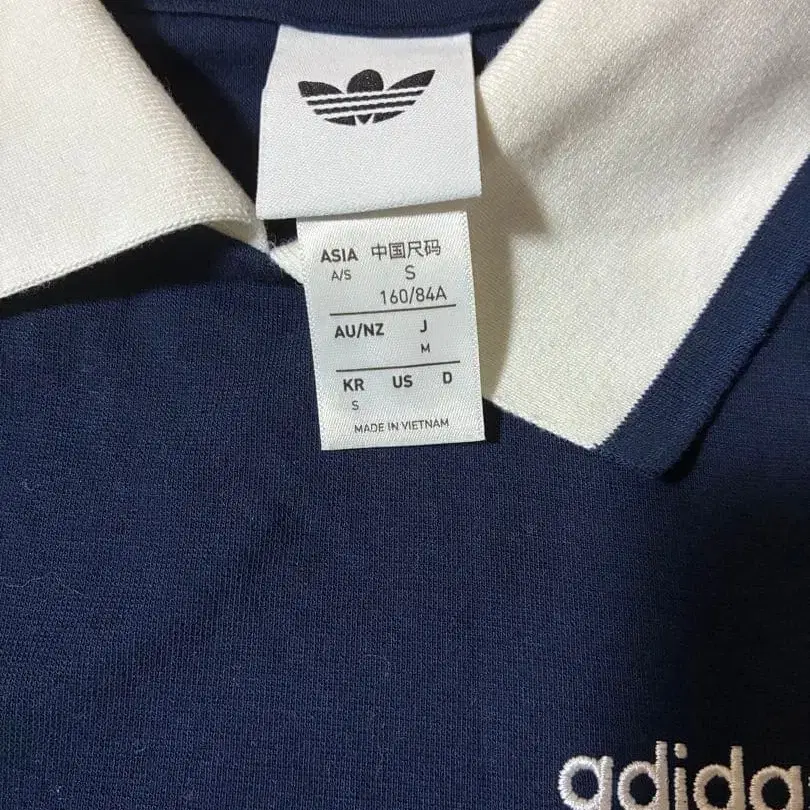 ASIA 中国尺码
A/S S
160/84A
AU/NZ J
M
KR US D
S
MADE IN VIETNAM
adidas